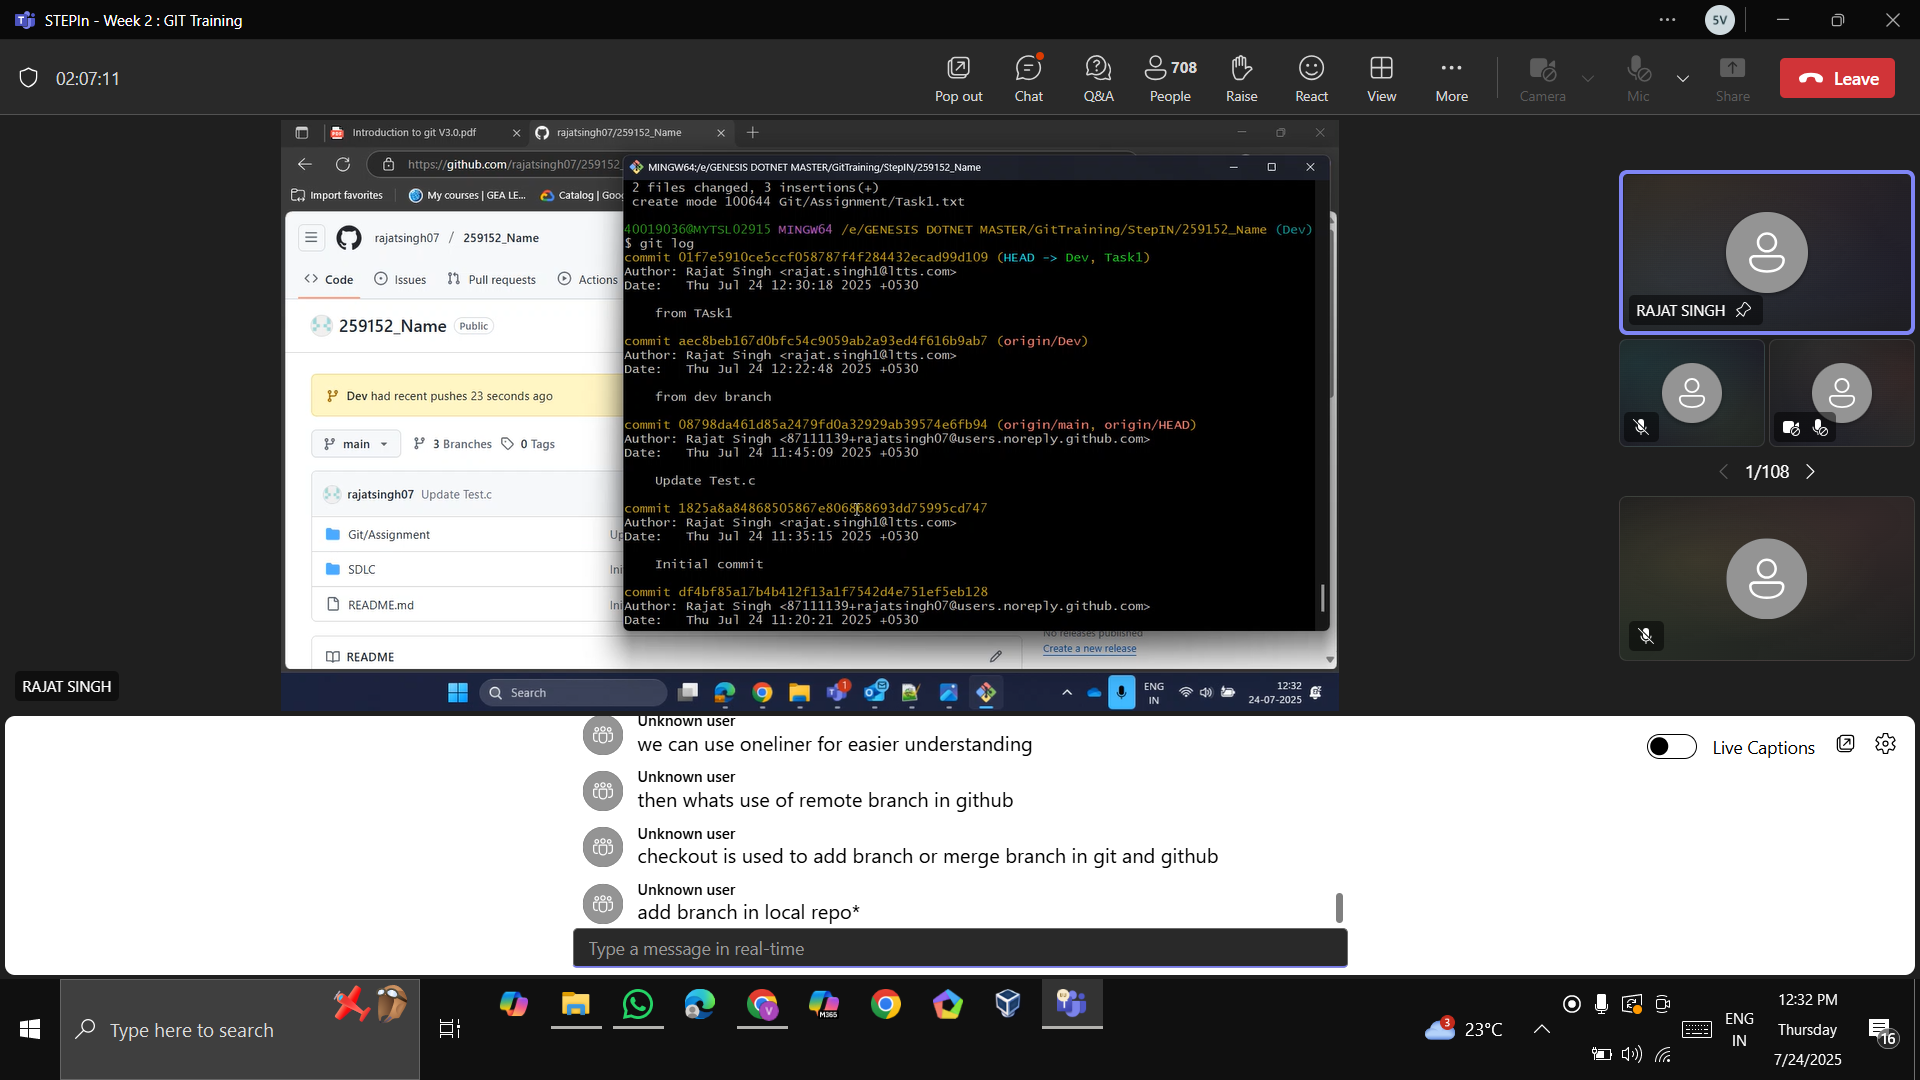 STEPIn - Week 2 : GIT Training
5V
02:07:11
Pop out
Chat
Q&A
708
People
Raise
React
View
More
Camera
Mic
Share
Leave
Introduction to git V3.0.pdf
rajatsingh07/259152_Name
https://github.com/rajatsingh07/259152_
Import favorites
My courses | GEA LE...
Catalog | Goo
rajatsingh07 / 259152_Name
Code
Issues
Pull requests
Actions
259152_Name
Public
Dev had recent pushes 23 seconds ago
main
3 Branches
0 Tags
rajatsingh07 Update Test.c
Git/Assignment
Up
SDLC
Ini
README.md
Ini
README
No releases published
Create a new release
MINGW64:/e/GENESIS DOTNET MASTER/GitTraining/StepIN/259152_Name
2 files changed, 3 insertions(+)
create mode 100644 Git/Assignment/Task1.txt
40019036@MYTSL02915 MINGW64 /e/GENESIS DOTNET MASTER/GitTraining/StepIN/259152_Name (Dev)
$ git log
commit 01f7e5910ce5ccf058787f4f284432ecad99d109 (HEAD -> Dev, Task1)
Author: Rajat Singh <rajat.singh1@ltts.com>
Date: Thu Jul 24 12:30:18 2025 +0530
from TAsk1
commit aec8beb167d0bfc54c9059ab2a93ed4f616b9ab7 (origin/Dev)
Author: Rajat Singh <rajat.singh1@ltts.com>
Date: Thu Jul 24 12:22:48 2025 +0530
from dev branch
commit 08798da461d85a2479fd0a32929ab39574e6fb94 (origin/main, origin/HEAD)
Author: Rajat Singh <87111139+rajatsingh07@users.noreply.github.com>
Date: Thu Jul 24 11:45:09 2025 +0530
Update Test.c
commit 1825a8a84868505867e806868693dd75995cd747
Author: Rajat Singh <rajat.singh1@ltts.com>
Date: Thu Jul 24 11:35:15 2025 +0530
Initial commit
commit df4bf85a17b4b412f13a1f7542d4e751ef5eb128
Author: Rajat Singh <87111139+rajatsingh07@users.noreply.github.com>
Date: Thu Jul 24 11:20:21 2025 +0530
Search
1
ENG
IN
12:32
24-07-2025
RAJAT SINGH
RAJAT SINGH
1/108
Unknown user
we can use oneliner for easier understanding
Unknown user
then whats use of remote branch in github
Unknown user
checkout is used to add branch or merge branch in git and github
Unknown user
add branch in local repo*
Type a message in real-time
Live Captions
Type here to search
V
M365
3
23°C
ENG
IN
12:32 PM
Thursday
7/24/2025
16